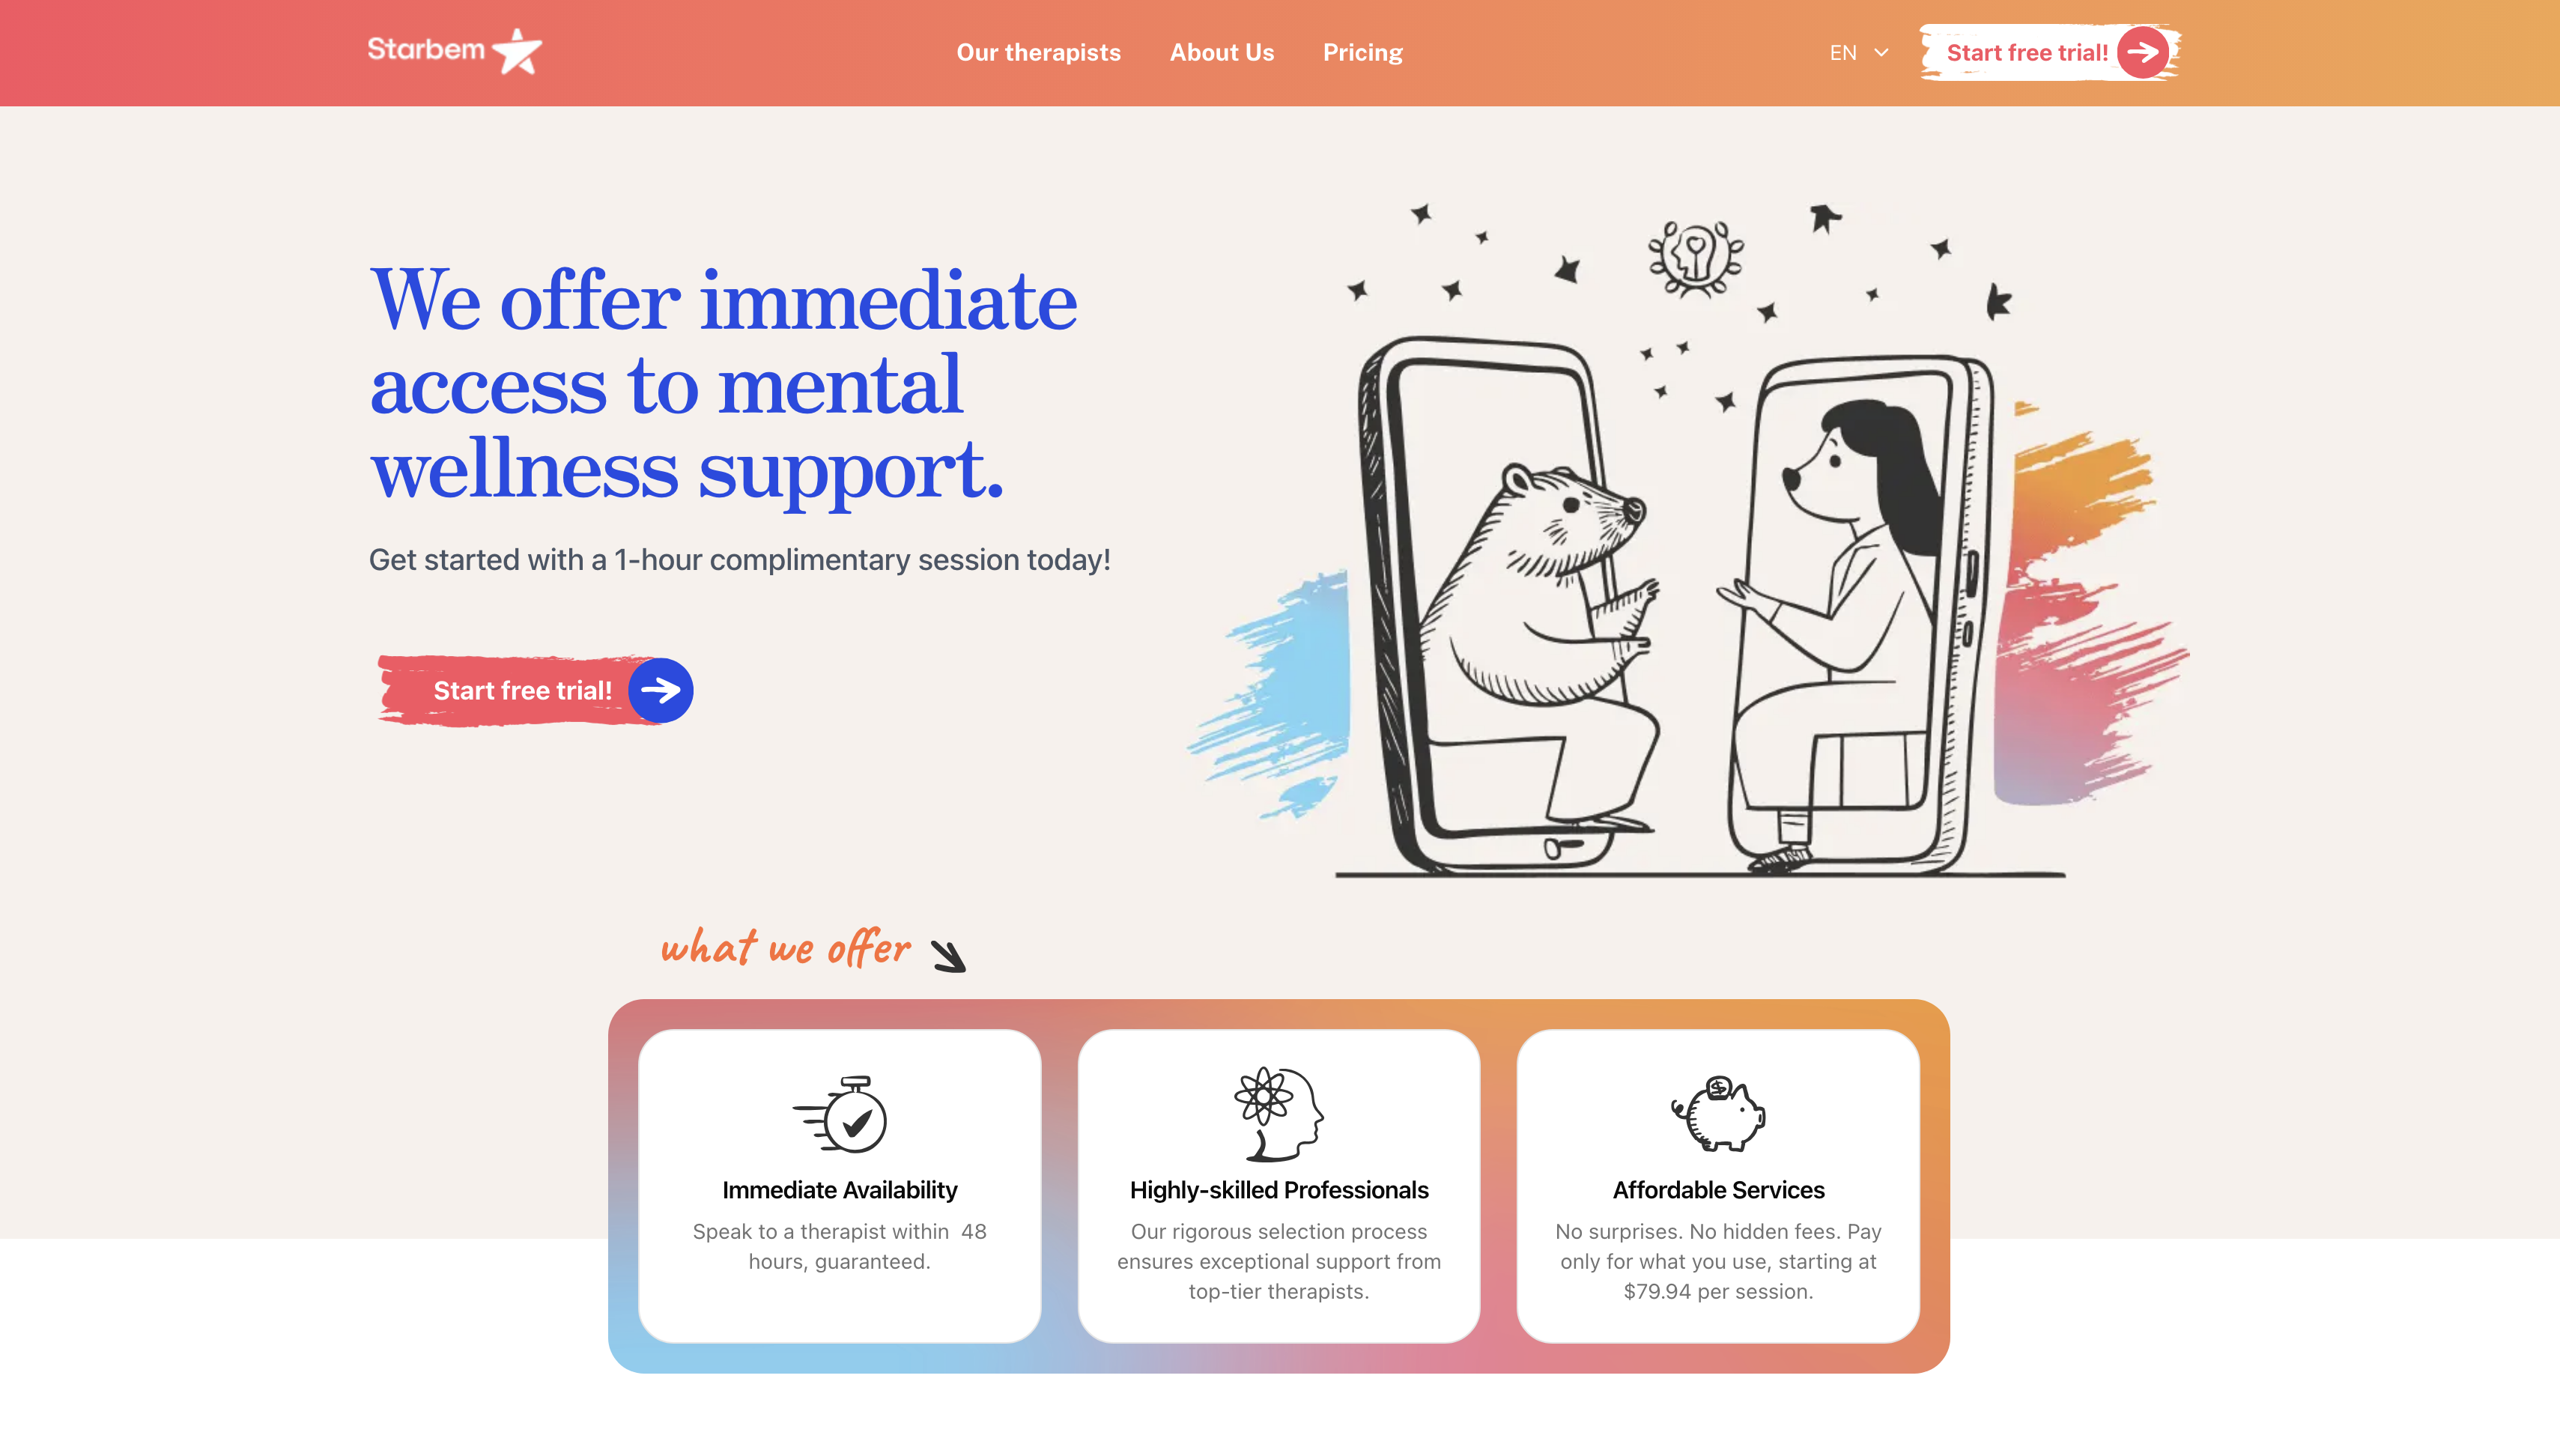 Starbem
Our therapists
About Us
Pricing
EN
Start free trial!
We offer immediate
access to mental
wellness support.
Get started with a 1-hour complimentary session today!
Start free trial!
what we offer
Immediate Availability
Speak to a therapist within 48
hours, guaranteed.
Highly-skilled Professionals
Our rigorous selection process
ensures exceptional support from
top-tier therapists.
$
Affordable Services
No surprises. No hidden fees. Pay
only for what you use, starting at
$79.94 per session.